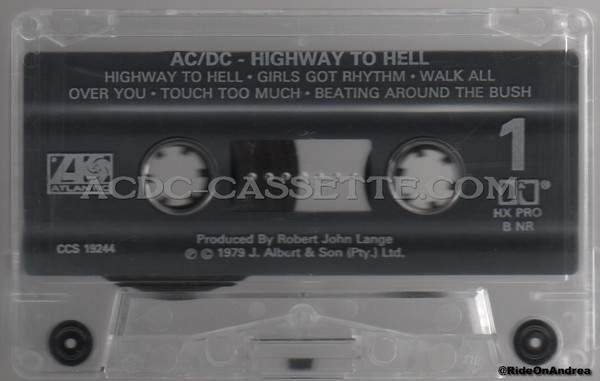 AC/DC - HIGHWAY TO HELL
HIGHWAY TO HELL • GIRLS GOT RHYTHM • WALK ALL
OVER YOU • TOUCH TOO MUCH • BEATING AROUND THE BUSH
1
ATLANTIC
ACDC-CASSETTE.COM
HX PRO
B NR
CCS 19244
Produced By Robert John Lange
℗ © 1979 J. Albert & Son (Pty.) Ltd.
@RideOnAndrea